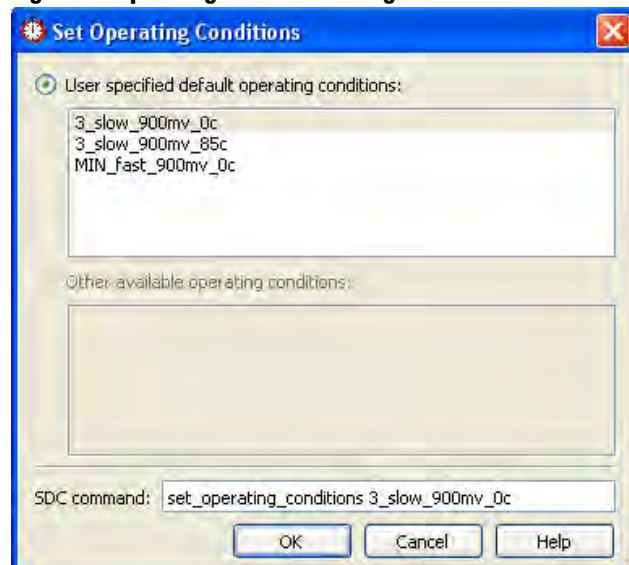 Set Operating Conditions
User specified default operating conditions:
3_slow_900mv_0c
3_slow_900mv_85c
MIN_fast_900mv_0c
Other available operating conditions:
SDC command: set_operating_conditions 3_slow_900mv_0c
OK Cancel Help